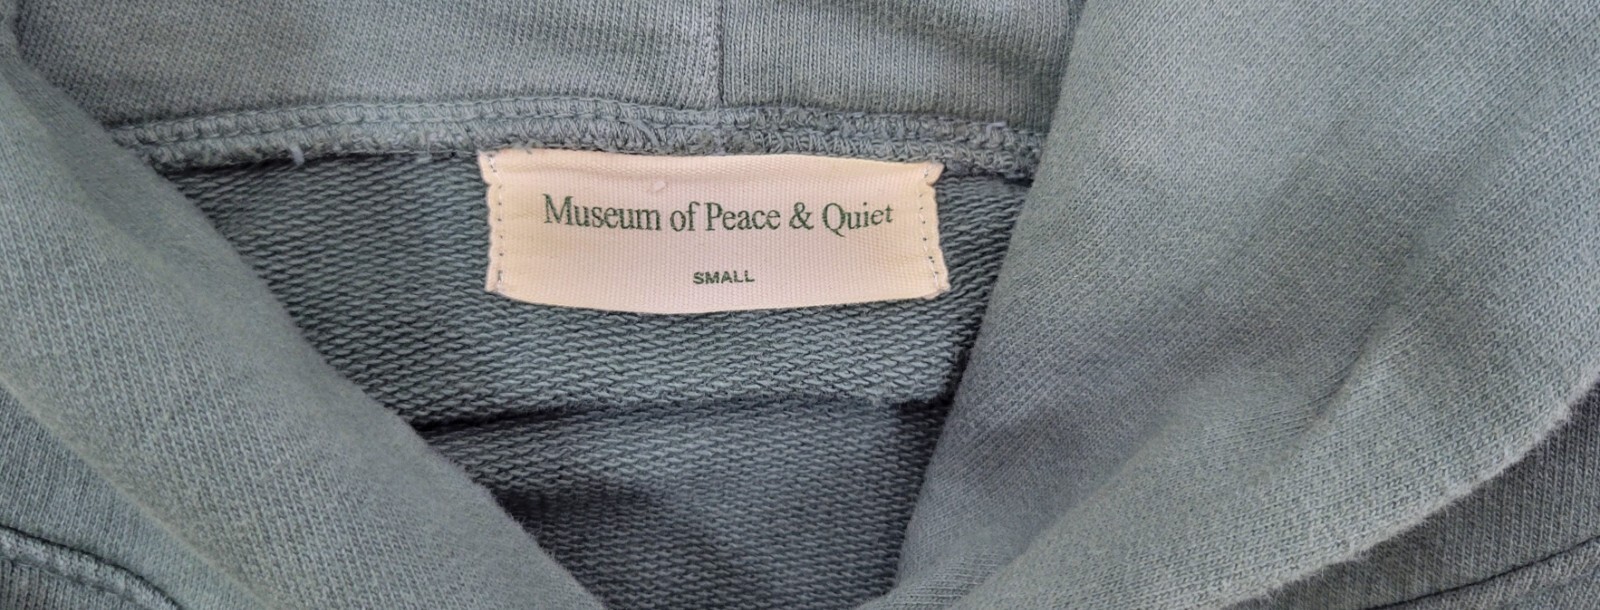 Museum of Peace & Quiet
SMALL